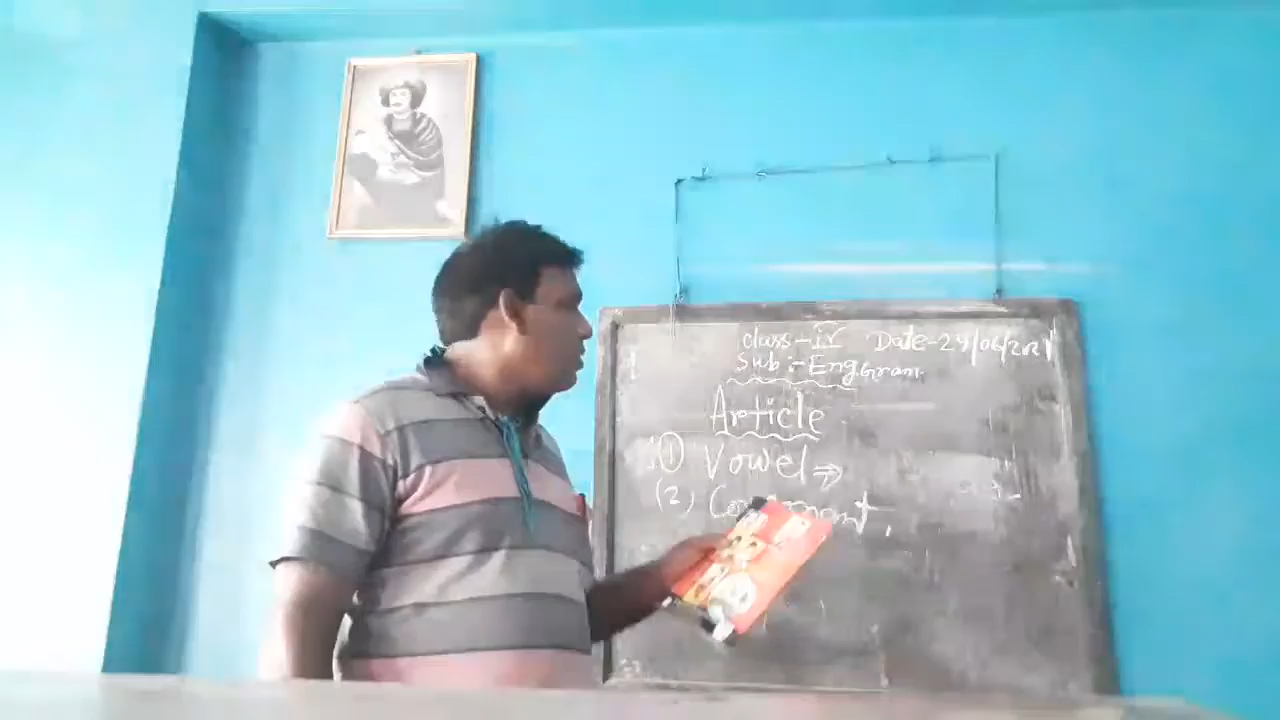 class-IV Date-24/06/2021
Sub:-Eng.Gram.
Article
(1) Vowel⇒
(2)